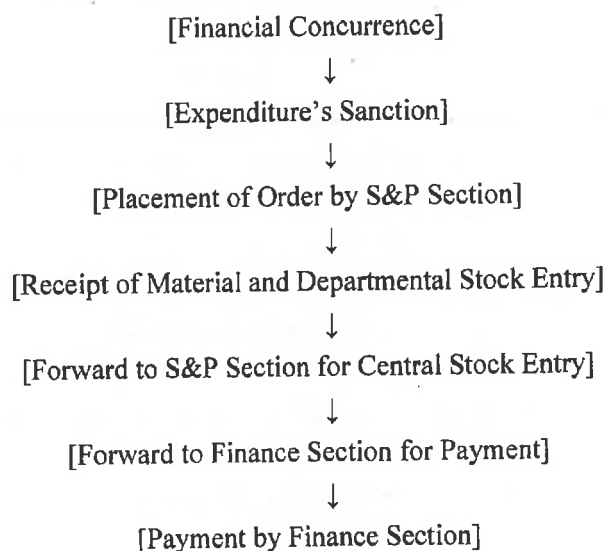 [Financial Concurrence]
↓
[Expenditure's Sanction]
↓
[Placement of Order by S&P Section]
↓
[Receipt of Material and Departmental Stock Entry]
↓
[Forward to S&P Section for Central Stock Entry]
↓
[Forward to Finance Section for Payment]
↓
[Payment by Finance Section]